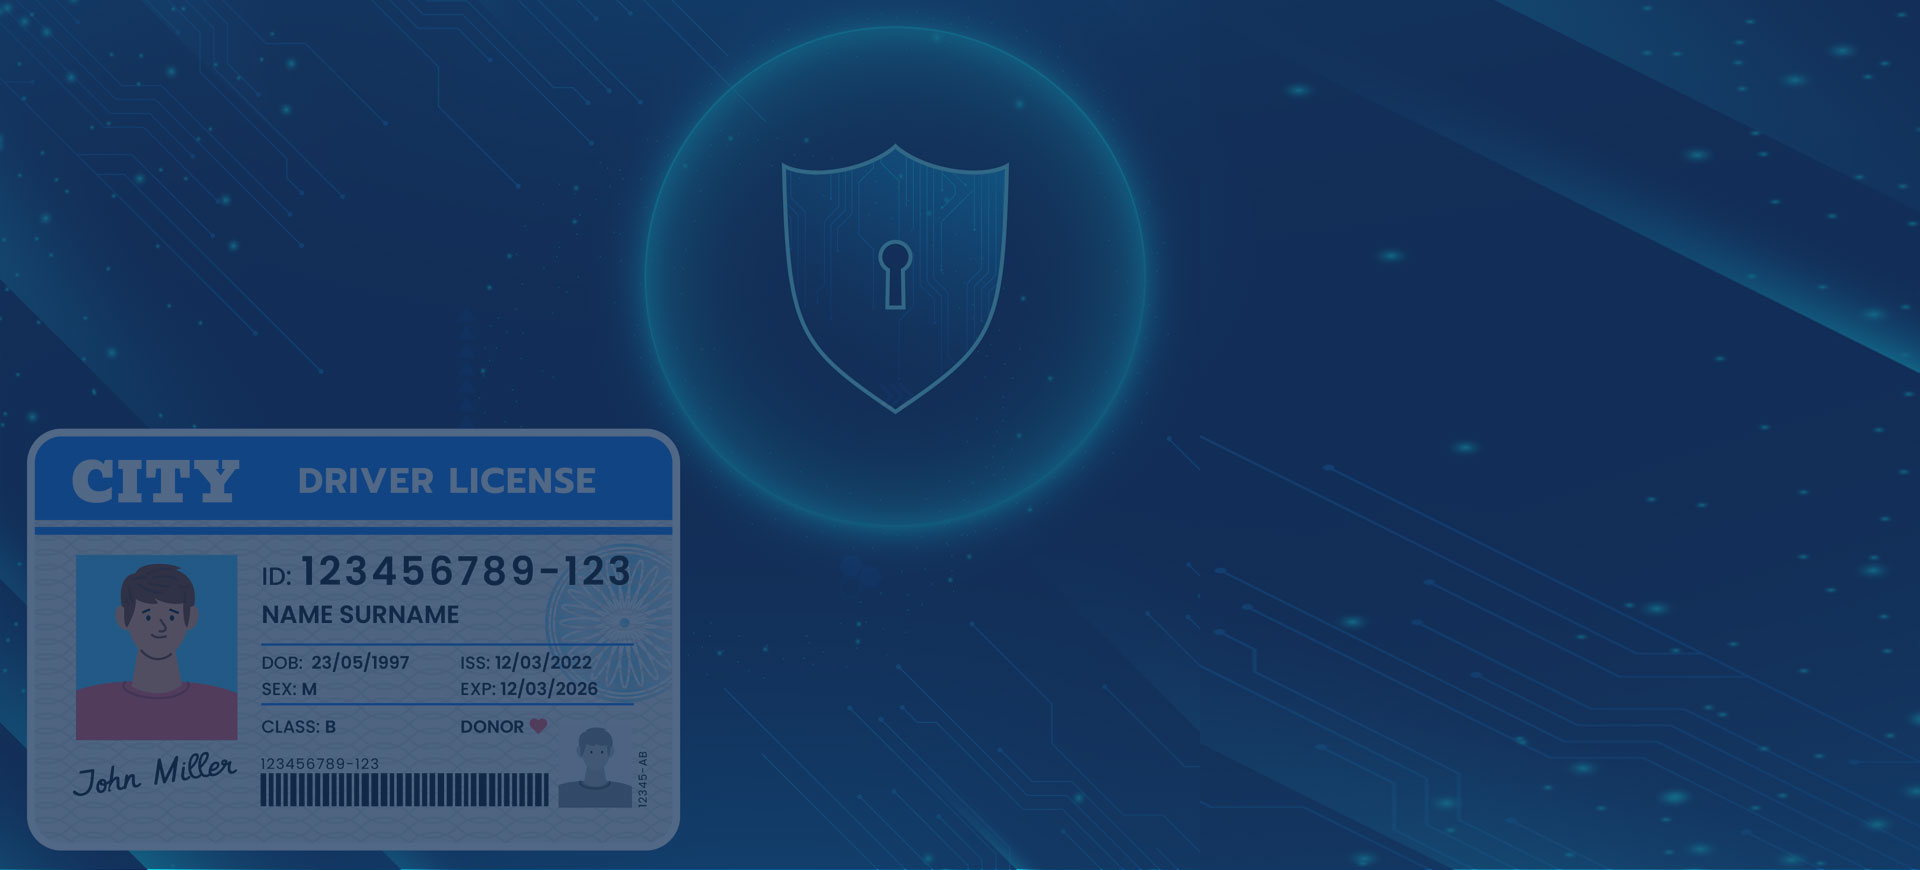 CITY DRIVER LICENSE
ID: 123456789-123
NAME SURNAME
DOB: 23/05/1997 ISS: 12/03/2022
SEX: M EXP: 12/03/2026
CLASS: B DONOR
John Miller
123456789-123
12345-AB